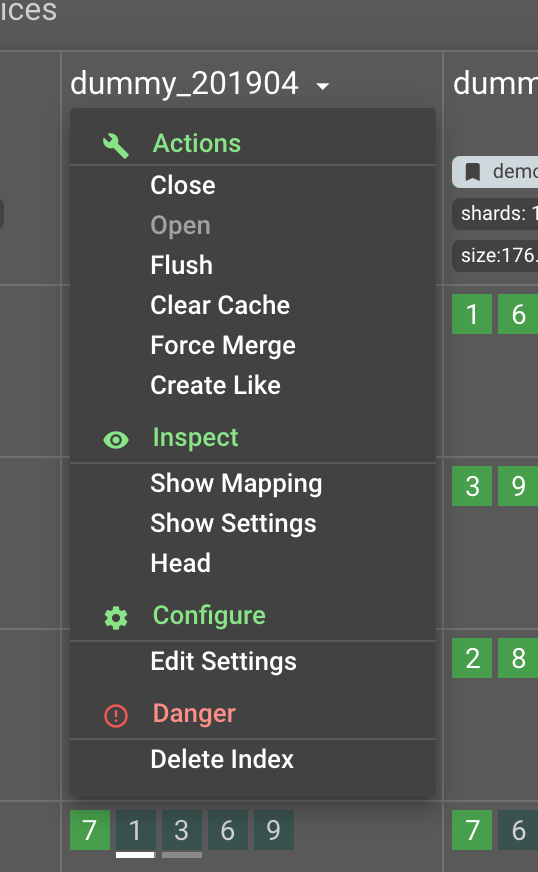 ices
dummy_201904
dumm
Actions
Close
Open
Flush
Clear Cache
Force Merge
Create Like
Inspect
Show Mapping
Show Settings
Head
Configure
Edit Settings
Danger
Delete Index
demo
shards: 1
size:176.
1 6
3 9
2 8
7 1 3 6 9
7 6